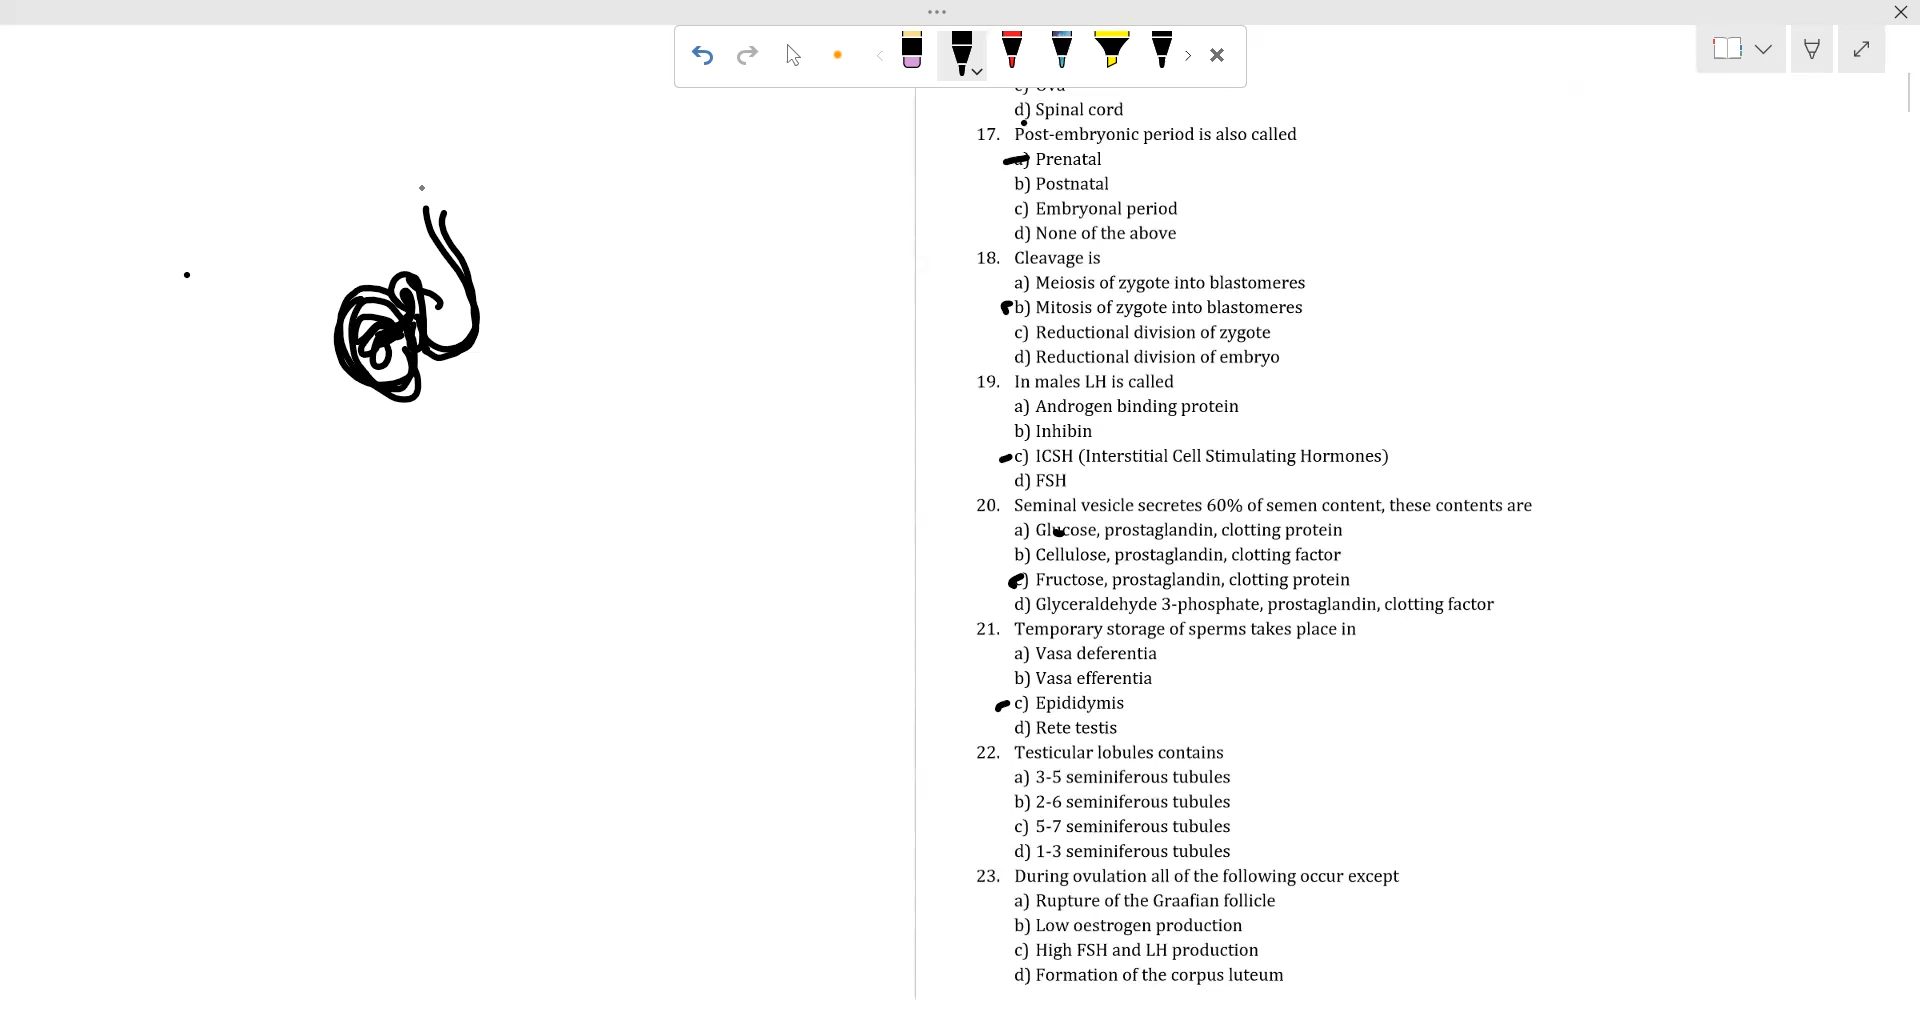 d) Spinal cord
17. Post-embryonic period is also called
a) Prenatal
b) Postnatal
c) Embryonal period
d) None of the above
18. Cleavage is
a) Meiosis of zygote into blastomeres
b) Mitosis of zygote into blastomeres
c) Reductional division of zygote
d) Reductional division of embryo
19. In males LH is called
a) Androgen binding protein
b) Inhibin
c) ICSH (Interstitial Cell Stimulating Hormones)
d) FSH
20. Seminal vesicle secretes 60% of semen content, these contents are
a) Glucose, prostaglandin, clotting protein
b) Cellulose, prostaglandin, clotting factor
c) Fructose, prostaglandin, clotting protein
d) Glyceraldehyde 3-phosphate, prostaglandin, clotting factor
21. Temporary storage of sperms takes place in
a) Vasa deferentia
b) Vasa efferentia
c) Epididymis
d) Rete testis
22. Testicular lobules contains
a) 3-5 seminiferous tubules
b) 2-6 seminiferous tubules
c) 5-7 seminiferous tubules
d) 1-3 seminiferous tubules
23. During ovulation all of the following occur except
a) Rupture of the Graafian follicle
b) Low oestrogen production
c) High FSH and LH production
d) Formation of the corpus luteum